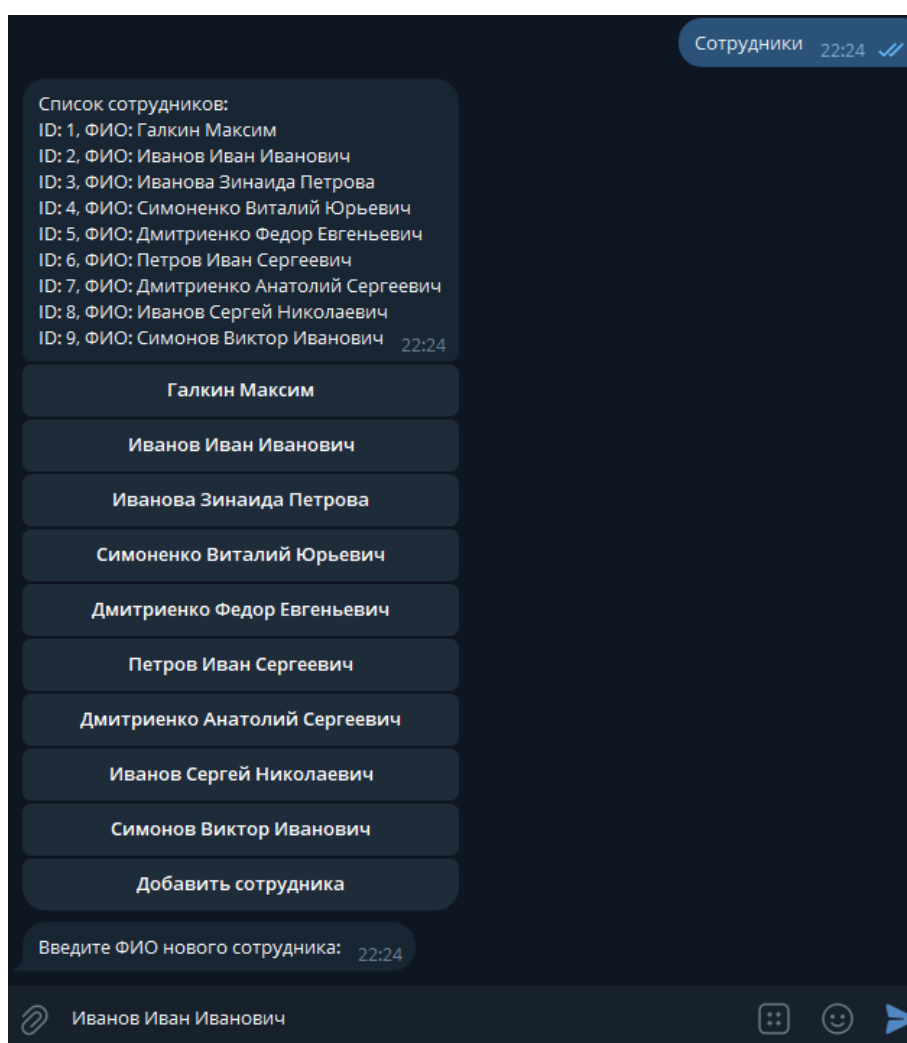 Сотрудники 22:24
Список сотрудников:
ID: 1, ФИО: Галкин Максим
ID: 2, ФИО: Иванов Иван Иванович
ID: 3, ФИО: Иванова Зинаида Петрова
ID: 4, ФИО: Симоненко Виталий Юрьевич
ID: 5, ФИО: Дмитриенко Федор Евгеньевич
ID: 6, ФИО: Петров Иван Сергеевич
ID: 7, ФИО: Дмитриенко Анатолий Сергеевич
ID: 8, ФИО: Иванов Сергей Николаевич
ID: 9, ФИО: Симонов Виктор Иванович 22:24
Галкин Максим
Иванов Иван Иванович
Иванова Зинаида Петрова
Симоненко Виталий Юрьевич
Дмитриенко Федор Евгеньевич
Петров Иван Сергеевич
Дмитриенко Анатолий Сергеевич
Иванов Сергей Николаевич
Симонов Виктор Иванович
Добавить сотрудника
Введите ФИО нового сотрудника: 22:24
Иванов Иван Иванович